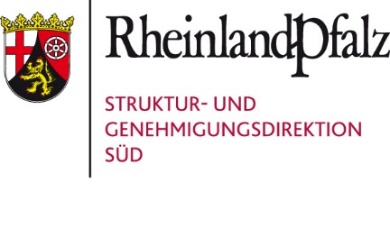 RheinlandPfalz
STRUKTUR- UND
GENEHMIGUNGSDIREKTION
SÜD